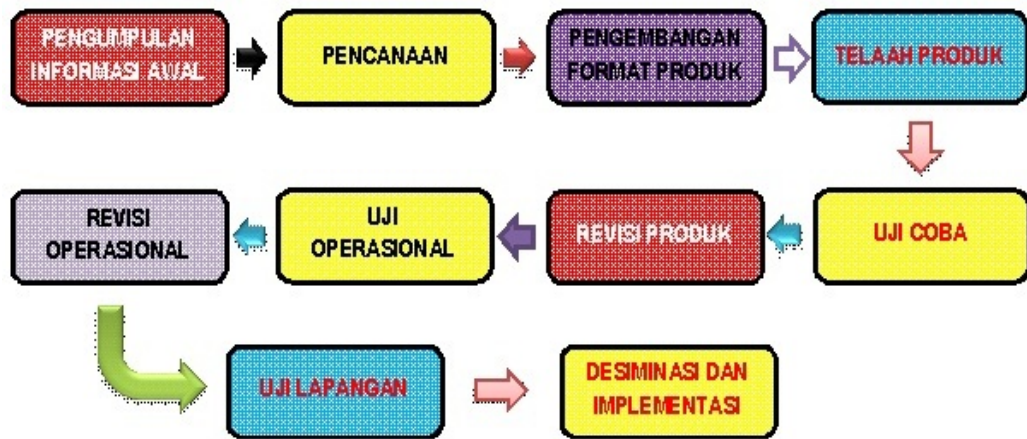 PENGUMPULAN
INFORMASI AWAL
PENCANAAN
PENGEMBANGAN
FORMAT PRODUK
TELAAH PRODUK
UJI COBA
REVISI PRODUK
UJI
OPERASIONAL
REVISI
OPERASIONAL
UJI LAPANGAN
DESIMINASI DAN
IMPLEMENTASI